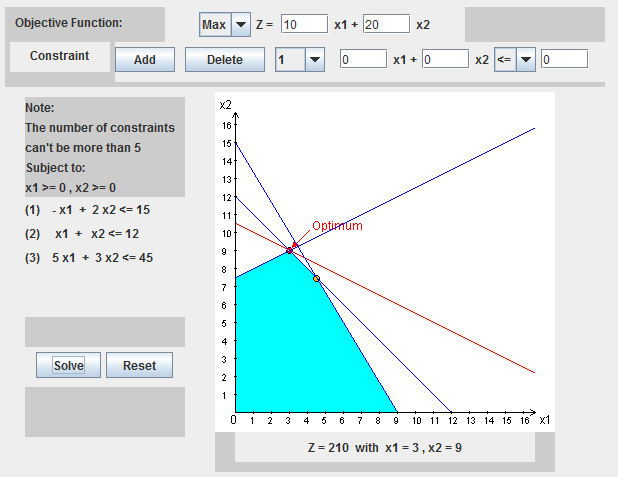 Objective Function:
Max Z = 10 x1 + 20 x2
Constraint Add Delete 1 0 x1 + 0 x2 <= 0
Note:
The number of constraints
can't be more than 5
Subject to:
x1 >= 0 , x2 >= 0
(1) - x1 + 2 x2 <= 15
(2) x1 + x2 <= 12
(3) 5 x1 + 3 x2 <= 45
Solve Reset
x2
16
15
14
13
12
11
10
9
8
7
6
5
4
3
2
1
Optimum
0 1 2 3 4 5 6 7 8 9 10 11 12 13 14 15 16 x1
Z = 210 with x1 = 3 , x2 = 9